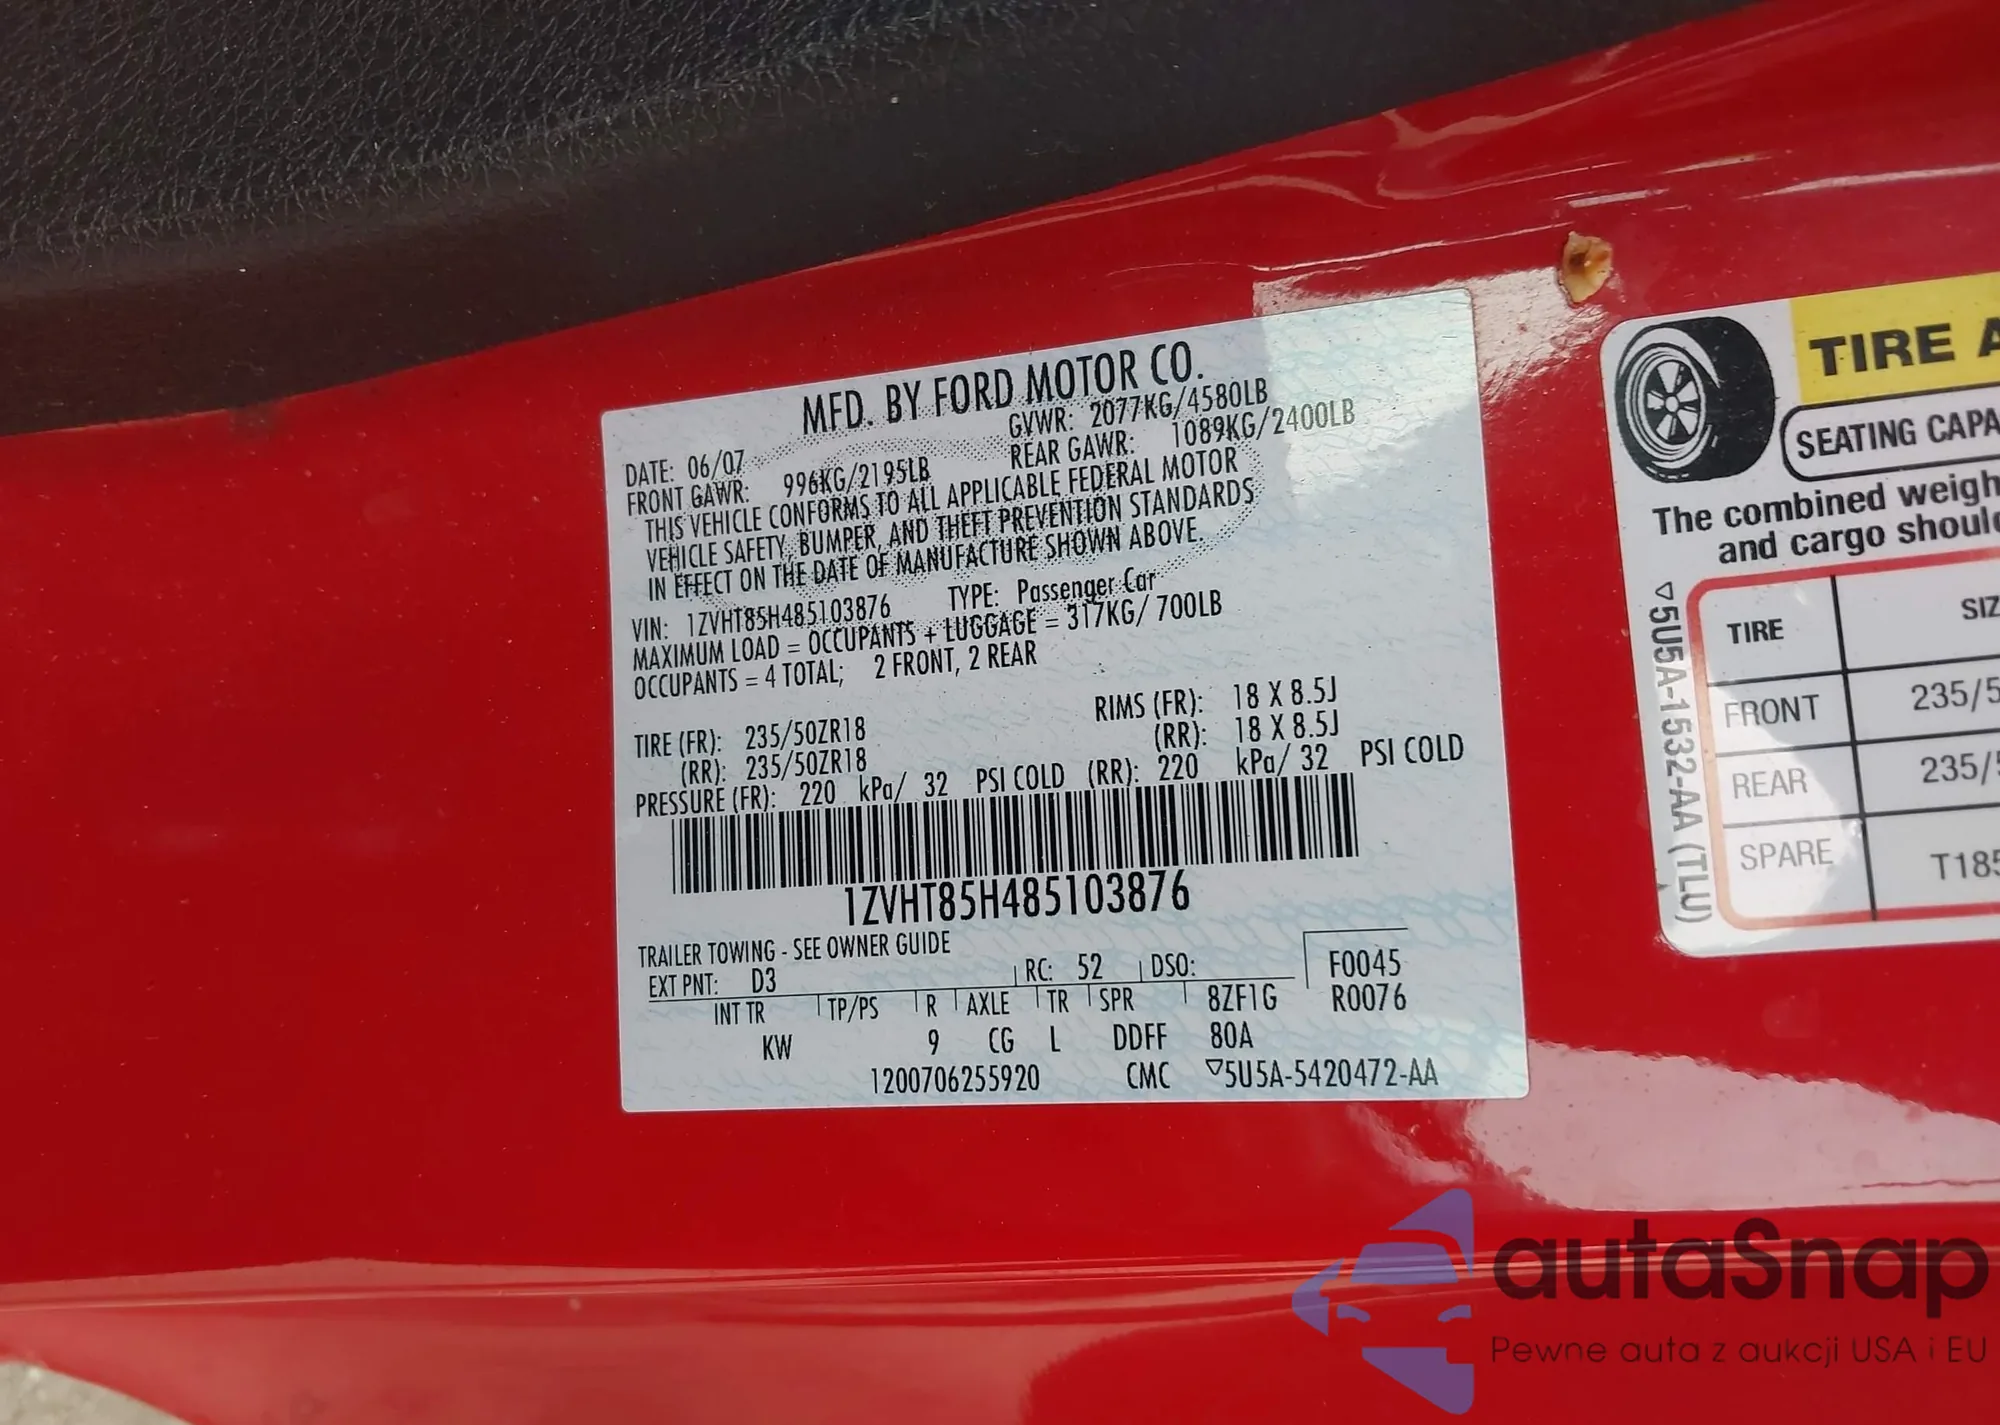 MFD. BY FORD MOTOR CO.
DATE: 06/07 GVWR: 2077KG/4580LB
FRONT GAWR: 996KG/2195LB REAR GAWR: 1089KG/2400LB
THIS VEHICLE CONFORMS TO ALL APPLICABLE FEDERAL MOTOR
VEHICLE SAFETY, BUMPER, AND THEFT PREVENTION STANDARDS
IN EFFECT ON THE DATE OF MANUFACTURE SHOWN ABOVE.
VIN: 1ZVHT85H485103876 TYPE: Passenger Car
MAXIMUM LOAD = OCCUPANTS + LUGGAGE = 317KG/ 700LB
OCCUPANTS = 4 TOTAL; 2 FRONT, 2 REAR
TIRE (FR): 235/50ZR18 RIMS (FR): 18 X 8.5J
(RR): 235/50ZR18 (RR): 18 X 8.5J
PRESSURE (FR): 220 kPa/ 32 PSI COLD (RR): 220 kPa/ 32 PSI COLD
1ZVHT85H485103876
TRAILER TOWING - SEE OWNER GUIDE
EXT PNT: D3 RC: 52 DSO: F0045
INT TR TP/PS R AXLE TR SPR 8ZF1G R0076
KW 9 CG L DDFF 80A
1200706255920 CMC ▽5U5A-5420472-AA
TIRE A
SEATING CAPA
The combined weigh
and cargo shoul
▽5U5A-1532-AA (TLU)
TIRE SIZ
FRONT 235/5
REAR 235/5
SPARE T185
autaSnap
Pewne auta z aukcji USA i EU